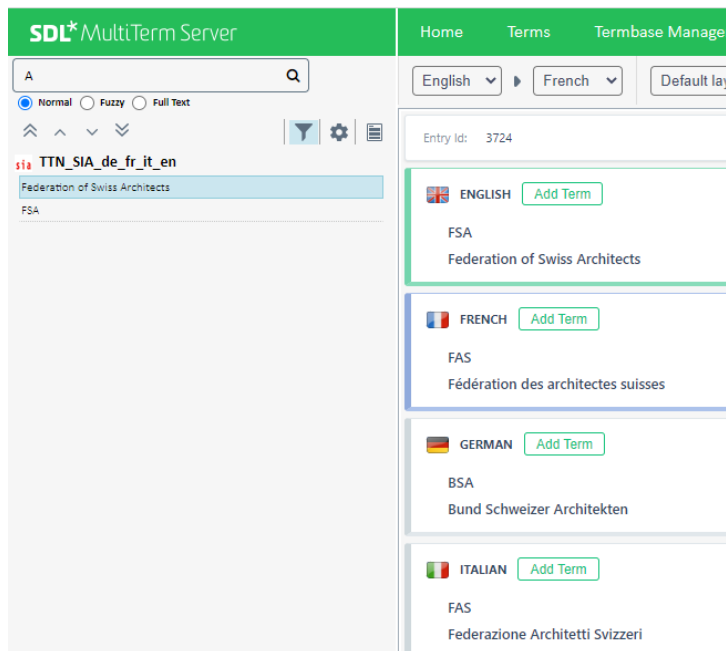 SDL* MultiTerm Server
Home Terms Termbase Manage
A
Normal Fuzzy Full Text
sia TTN_SIA_de_fr_it_en
Federation of Swiss Architects
FSA
English French Default lay
Entry Id: 3724
ENGLISH Add Term
FSA
Federation of Swiss Architects
FRENCH Add Term
FAS
Fédération des architectes suisses
GERMAN Add Term
BSA
Bund Schweizer Architekten
ITALIAN Add Term
FAS
Federazione Architetti Svizzeri